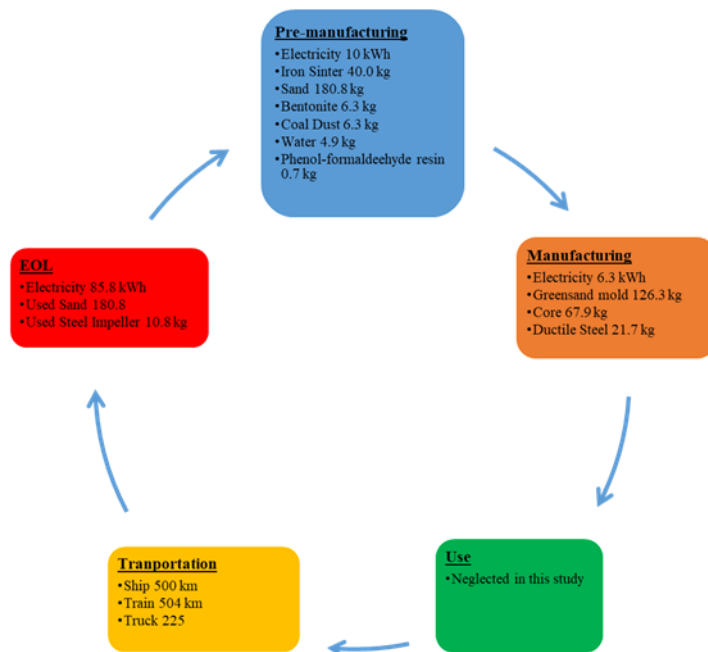 Pre-manufacturing
•Electricity 10 kWh
•Iron Sinter 40.0 kg
•Sand 180.8 kg
•Bentonite 6.3 kg
•Coal Dust 6.3 kg
•Water 4.9 kg
•Phenol-formaldeehyde resin
0.7 kg
Manufacturing
•Electricity 6.3 kWh
•Greensand mold 126.3 kg
•Core 67.9 kg
•Ductile Steel 21.7 kg
Use
•Neglected in this study
Tranportation
•Ship 500 km
•Train 504 km
•Truck 225
EOL
•Electricity 85.8 kWh
•Used Sand 180.8
•Used Steel Impeller 10.8 kg